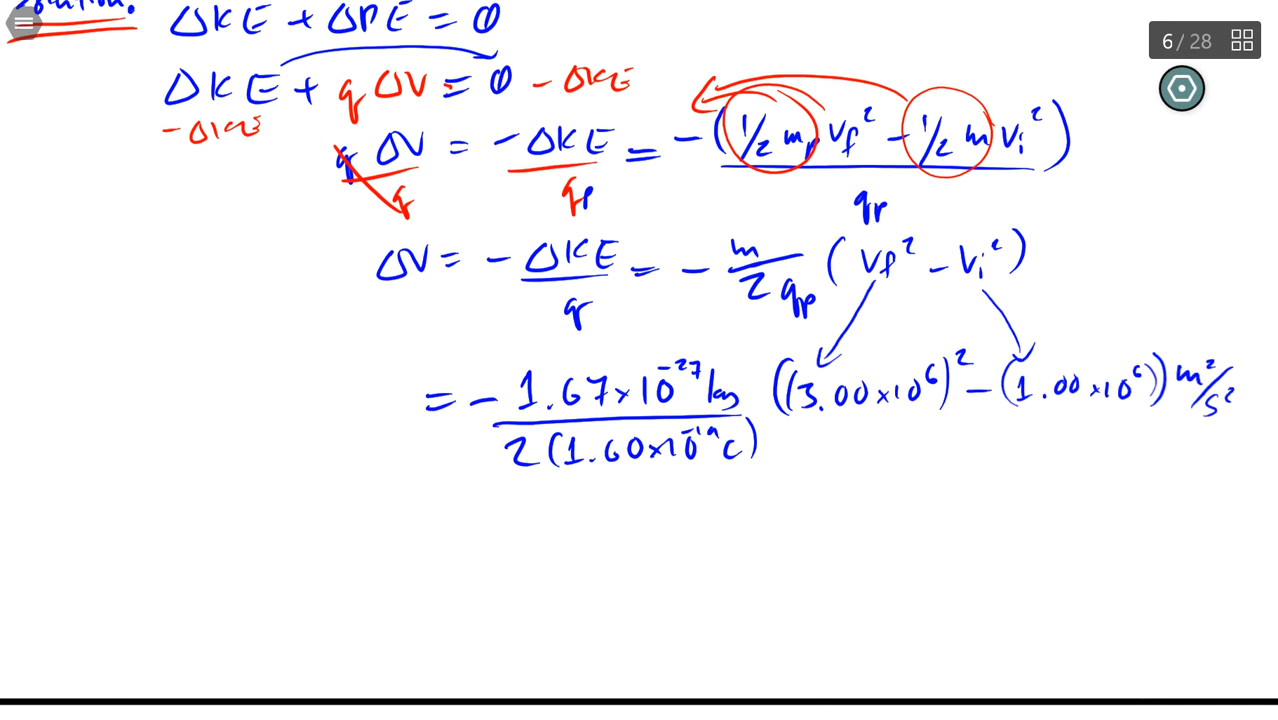 Solution:
ΔKE + ΔPE = 0
ΔKE + qΔV = 0 - ΔKE
-ΔKE
qΔV/q = -ΔKE/qp = -(1/2 mp vf² - 1/2 m vi²)/qp
ΔV = -ΔKE/q = - m/2qp (vf² - vi²)
= - 1.67×10⁻²⁷ kg/2(1.60×10⁻¹⁹ C) ((3.00×10⁶)² - (1.00×10⁶)) m²/s²
6 / 28